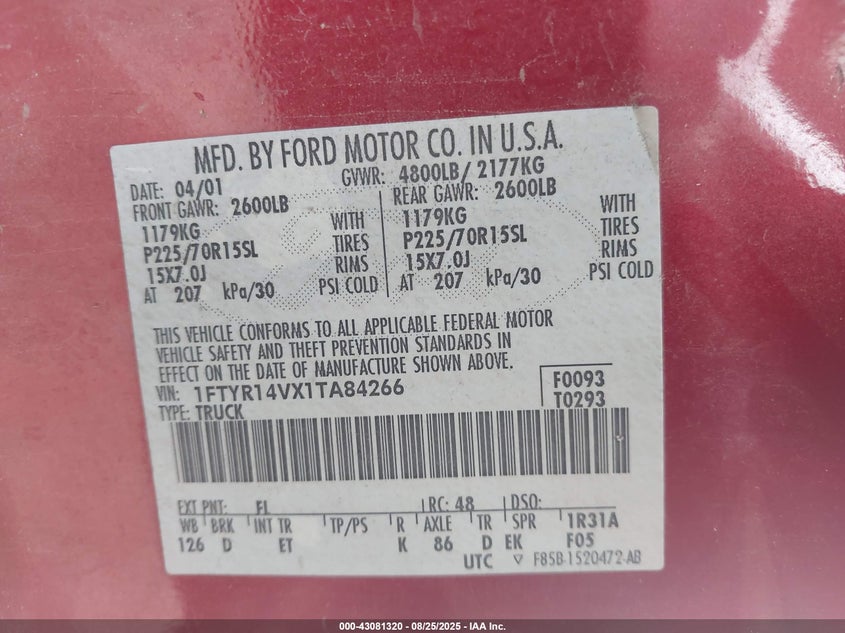 MFD. BY FORD MOTOR CO. IN U.S.A.
DATE: 04/01 GVWR: 4800LB/ 2177KG
FRONT GAWR: 2600LB REAR GAWR: 2600LB
1179KG WITH 1179KG WITH
P225/70R15SL TIRES P225/70R15SL TIRES
15X7.0J RIMS 15X7.0J RIMS
AT 207 kPa/30 PSI COLD AT 207 kPa/30 PSI COLD
THIS VEHICLE CONFORMS TO ALL APPLICABLE FEDERAL MOTOR
VEHICLE SAFETY AND THEFT PREVENTION STANDARDS IN
EFFECT ON THE DATE OF MANUFACTURE SHOWN ABOVE.
VIN: 1FTYR14VX1TA84266 F0093
TYPE: TRUCK T0293
EXT PNT: FL RC: 48 DSO:
WB BRK INT TR TP/PS R AXLE TR SPR 1R31A
126 D ET K 86 D EK F05
UTC ▽ F85B-1520472-AB
000-43081320 - 08/25/2025 - IAA Inc.